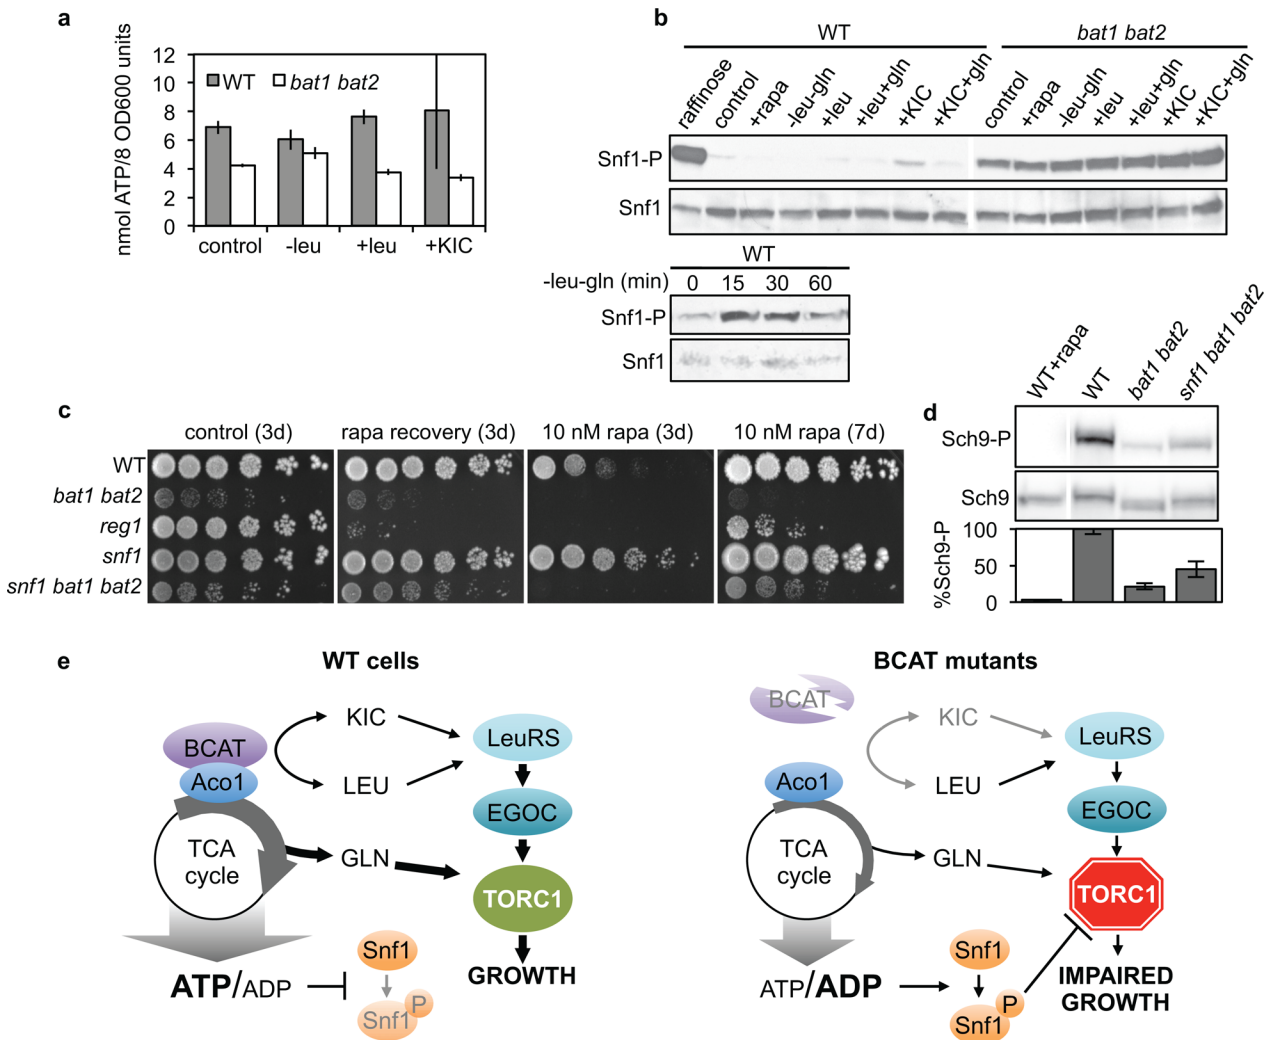 a
nmol ATP/8 OD600 units
12
10
8
6
4
2
0
WT
bat1 bat2
control
-leu
+leu
+KIC
b
WT
bat1 bat2
raffinose
control
+rapa
-leu-gln
+leu
+leu+gln
+KIC
+KIC+gln
control
+rapa
-leu-gln
+leu
+leu+gln
+KIC
+KIC+gln
Snf1-P
Snf1
WT
-leu-gln (min) 0 15 30 60
Snf1-P
Snf1
c
control (3d) rapa recovery (3d) 10 nM rapa (3d) 10 nM rapa (7d)
WT
bat1 bat2
reg1
snf1
snf1 bat1 bat2
d
WT+rapa
WT
bat1 bat2
snf1 bat1 bat2
Sch9-P
Sch9
%Sch9-P
100
50
0
e
WT cells
BCAT
Aco1
TCA
cycle
KIC
LEU
GLN
LeuRS
EGOC
TORC1
GROWTH
ATP/ADP
Snf1
Snf1
P
BCAT mutants
BCAT
Aco1
TCA
cycle
KIC
LEU
GLN
LeuRS
EGOC
TORC1
IMPAIRED
GROWTH
ATP/ADP
Snf1
Snf1
P